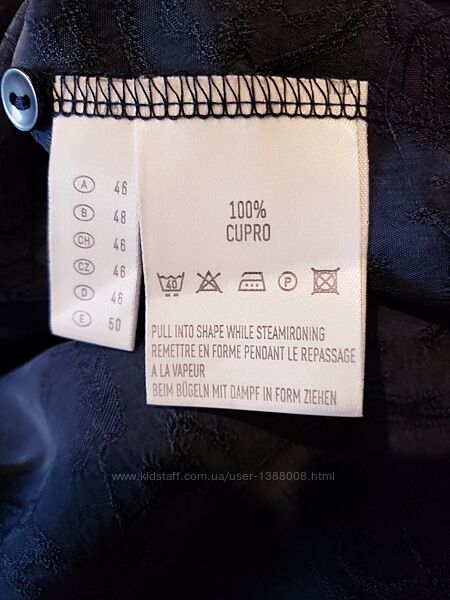 A 46
B 48
CH 46
CZ 46
D 46
E 50
100%
CUPRO
40
P
PULL INTO SHAPE WHILE STEAMIRONING
REMETTRE EN FORME PENDANT LE REPASSAGE
A LA VAPEUR
BEIM BÜGELN MIT DAMPF IN FORM ZIEHEN
www.kidstaff.com.ua/user-1388008.html